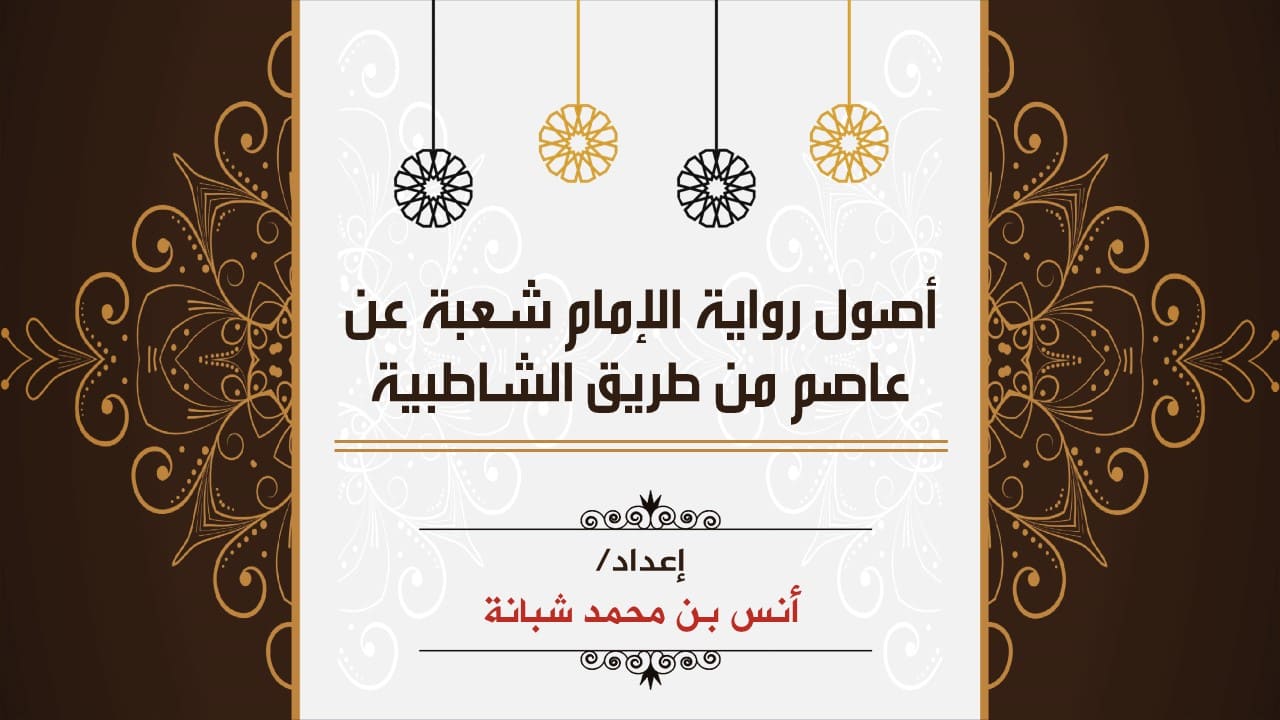 أصول رواية الإمام شعبة عن
عاصم من طريق الشاطبية
إعداد/
أنس بن محمد شبانة